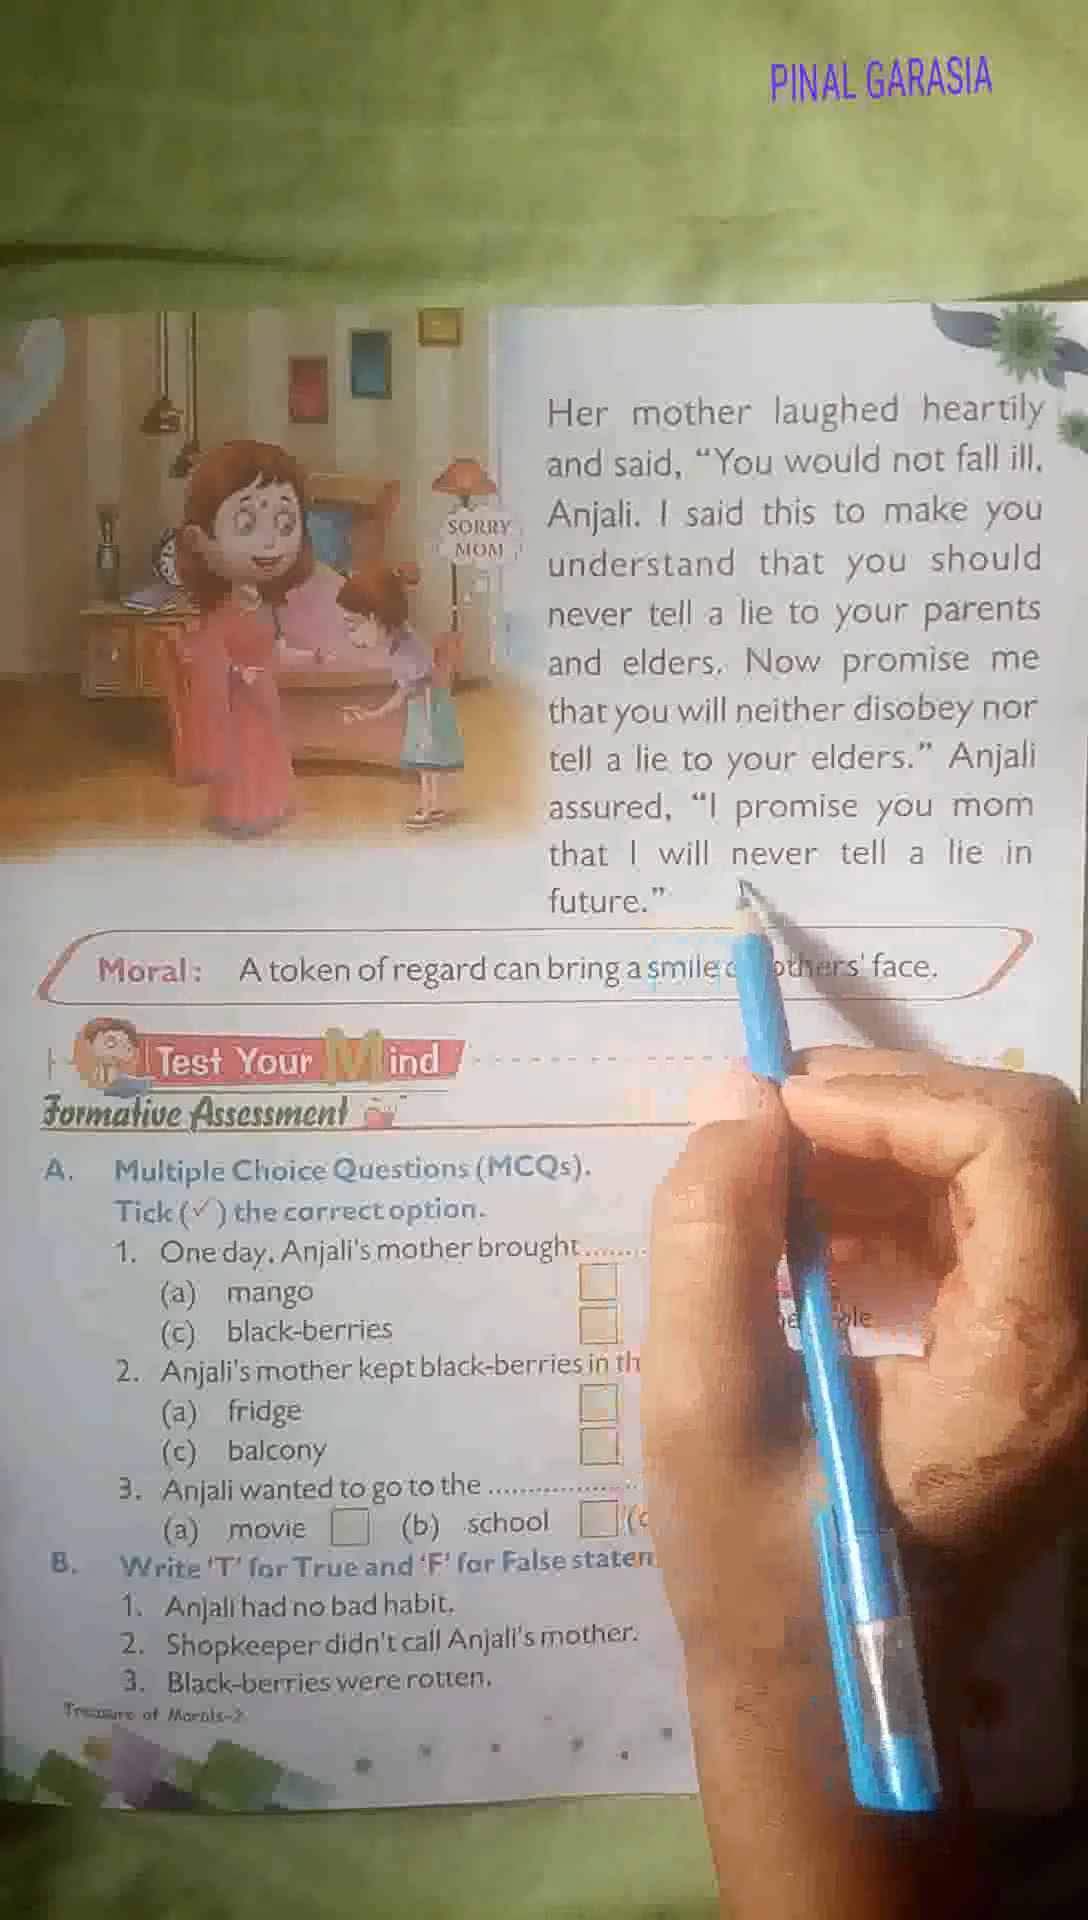 PINAL GARASIA
Her mother laughed heartily
and said, "You would not fall ill,
Anjali. I said this to make you
understand that you should
never tell a lie to your parents
and elders. Now promise me
that you will neither disobey nor
tell a lie to your elders." Anjali
assured, "I promise you mom
that I will never tell a lie in
future."
SORRY
MOM
Moral: A token of regard can bring a smile others' face.
Test Your Mind
Formative Assessment
A. Multiple Choice Questions (MCQs).
Tick (✓) the correct option.
1. One day, Anjali's mother brought........
(a) mango
(c) black-berries
2. Anjali's mother kept black-berries in
(a) fridge
(c) balcony
3. Anjali wanted to go to the ..................
(a) movie (b) school
B. Write 'T' for True and 'F' for False
1. Anjali had no bad habit.
2. Shopkeeper didn't call Anjali's mother.
3. Black-berries were rotten.
Treasure of Morals-2